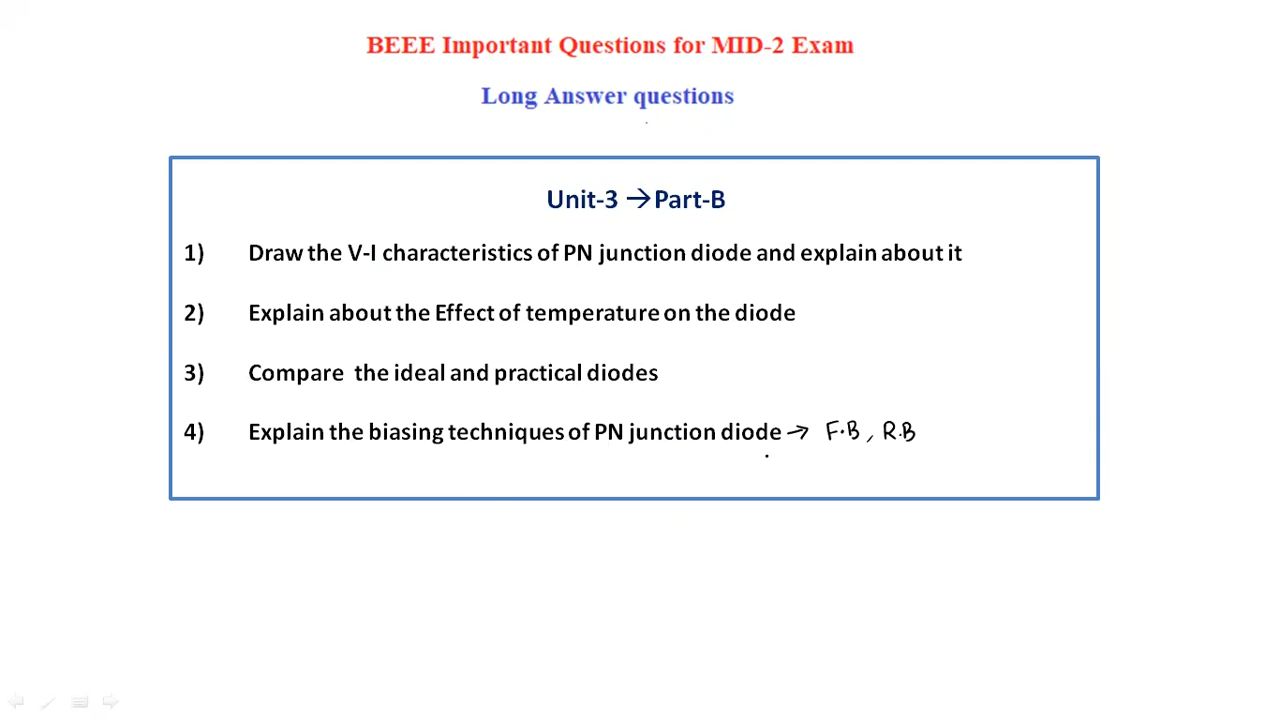 BEEE Important Questions for MID-2 Exam
Long Answer questions
Unit-3 →Part-B
1) Draw the V-I characteristics of PN junction diode and explain about it
2) Explain about the Effect of temperature on the diode
3) Compare the ideal and practical diodes
4) Explain the biasing techniques of PN junction diode → F.B, R.B